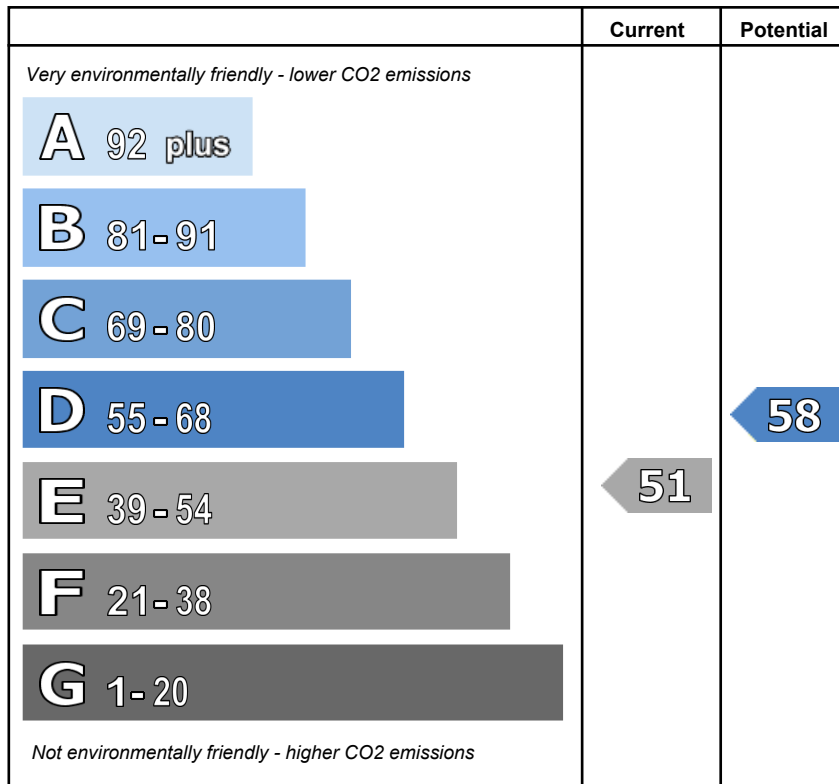 Current Potential
Very environmentally friendly - lower CO2 emissions
A 92 plus
B 81-91
C 69-80
D 55-68
58
E 39-54
51
F 21-38
G 1-20
Not environmentally friendly - higher CO2 emissions